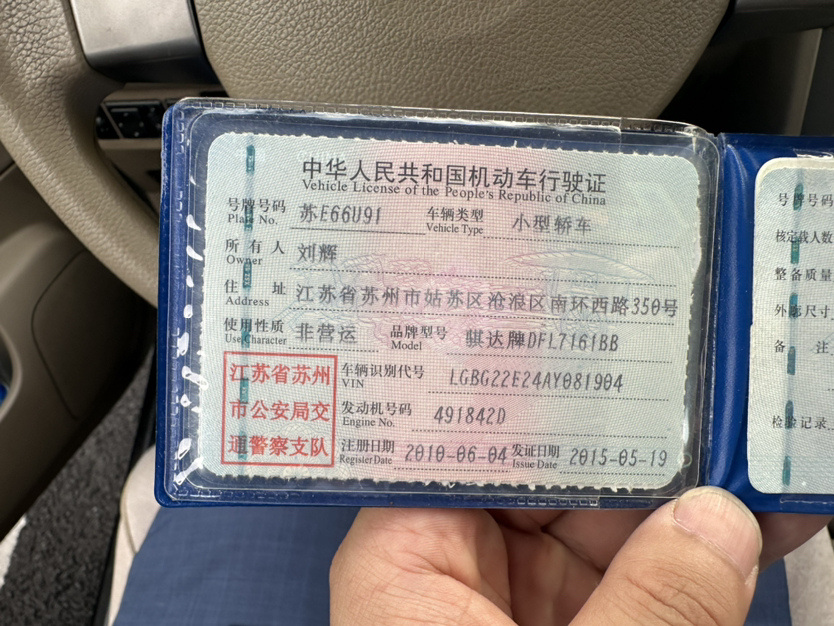 中华人民共和国机动车行驶证
Vehicle License of the People's Republic of China
号牌号码 苏E66U91 车辆类型 小型轿车
Plate No. Vehicle Type
所有人 刘辉
Owner
住址 江苏省苏州市姑苏区沧浪区南环西路350号
Address
使用性质 非营运 品牌型号 骐达牌DFL7161BB
Use Character Model
江苏省苏州
市公安局交
通警察支队
车辆识别代号 LGBG22E24AY081904
VIN
发动机号码 491842D
Engine No.
注册日期 2010-06-04 发证日期 2015-05-19
Register Date Issue Date
号牌号码
核定载人数
整备质量
外廓尺寸
备注
检验记录